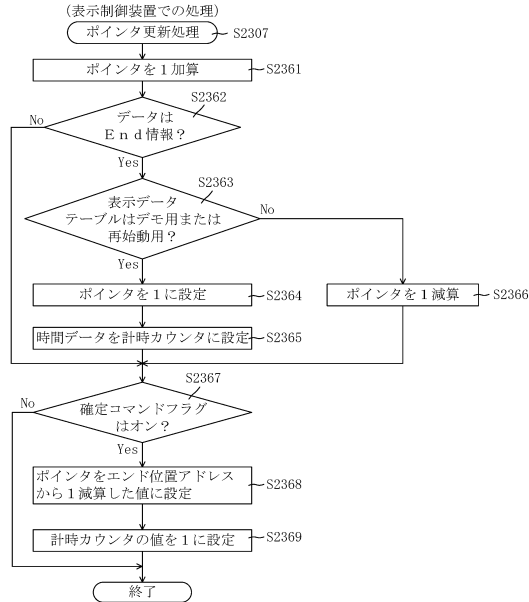 (表示制御装置での処理)
ポインタ更新処理 S2307
ポインタを1加算 S2361
S2362
No
データは
End情報？
Yes
S2363
表示データ
テーブルはデモ用または
再始動用？
No
Yes
ポインタを1に設定 S2364
ポインタを1減算 S2366
時間データを計時カウンタに設定 S2365
S2367
No
確定コマンドフラグ
はオン？
Yes
ポインタをエンド位置アドレス
から1減算した値に設定 S2368
計時カウンタの値を1に設定 S2369
終了